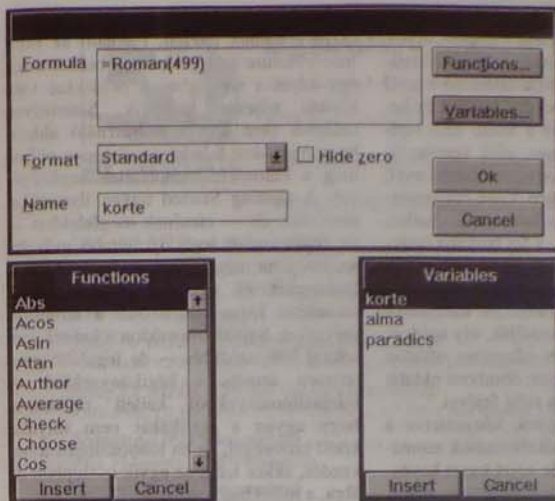 Formula =Roman(499) Functions...
Variables...
Format Standard Hide zero
Ok
Name korte
Cancel
Functions
Abs
Acos
Asin
Atan
Author
Average
Check
Choose
Cos
Insert Cancel
Variables
korte
alma
paradics
Insert Cancel